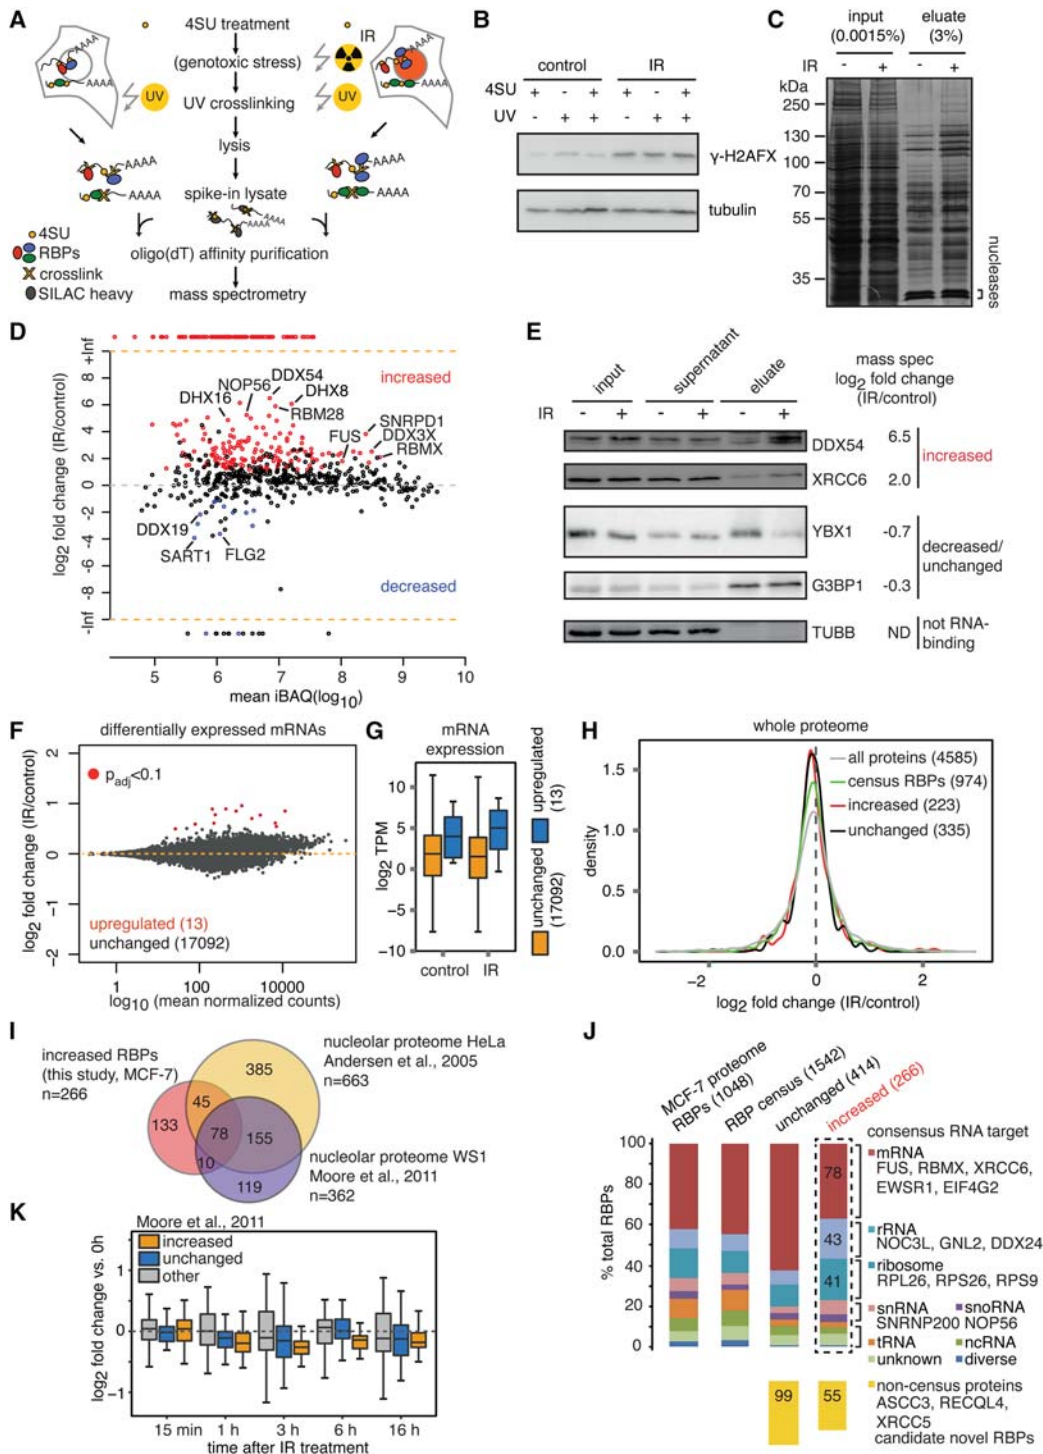 A
4SU treatment
(genotoxic stress)
UV crosslinking
lysis
spike-in lysate
oligo(dT) affinity purification
mass spectrometry
IR
UV
UV
AAAA
AAAA
AAAA
AAAA
AAAA
AAAA
AAAA
AAAA
AAAA
AAAA
4SU
RBPs
crosslink
SILAC heavy
B
control IR
4SU + - + + - +
UV - + + - + +
γ-H2AFX
tubulin
C
input eluate
(0.0015%) (3%)
IR - + - +
kDa
250
130
100
70
55
35
nucleases
D
log2 fold change (IR/control)
+Inf
8
6
4
2
0
-2
-4
-6
-8
-Inf
increased
decreased
DDX54
NOP56
DHX8
DHX16
RBM28
SNRPD1
FUS
DDX3X
RBMX
DDX19
SART1
FLG2
5 6 7 8 9 10
mean iBAQ(log10)
E
input supernatant eluate
mass spec
log2 fold change
(IR/control)
IR - + - + - +
DDX54 6.5
XRCC6 2.0
increased
YBX1 -0.7
G3BP1 -0.3
decreased/
unchanged
TUBB ND
not RNA-
binding
F
differentially expressed mRNAs
padj<0.1
log2 fold change (IR/control)
2
1
0
-1
-2
upregulated (13)
unchanged (17092)
1 100 10000
log10 (mean normalized counts)
G
mRNA
expression
log2 TPM
10
5
0
−5
−10
control IR
upregulated
(13)
unchanged
(17092)
H
whole proteome
all proteins (4585)
census RBPs (974)
increased (223)
unchanged (335)
density
1.5
1.0
0.5
0.0
−2 0 2
log2 fold change (IR/control)
I
increased RBPs
(this study, MCF-7)
n=266
nucleolar proteome HeLa
Andersen et al., 2005
n=663
nucleolar proteome WS1
Moore et al., 2011
n=362
385
45
133
78
155
10
119
J
MCF-7 proteome
RBPs (1048)
RBP census (1542)
unchanged (414)
increased (266)
% total RBPs
100
80
60
40
20
0
78
43
41
99
55
consensus RNA target
mRNA
FUS, RBMX, XRCC6,
EWSR1, EIF4G2
rRNA
NOC3L, GNL2, DDX24
ribosome
RPL26, RPS26, RPS9
snRNA snoRNA
SNRNP200 NOP56
tRNA ncRNA
unknown diverse
non-census proteins
ASCC3, RECQL4,
XRCC5
candidate novel RBPs
K
Moore et al., 2011
increased
unchanged
other
log2 fold change vs. 0h
1
0
−1
15 min 1 h 3 h 6 h 16 h
time after IR treatment